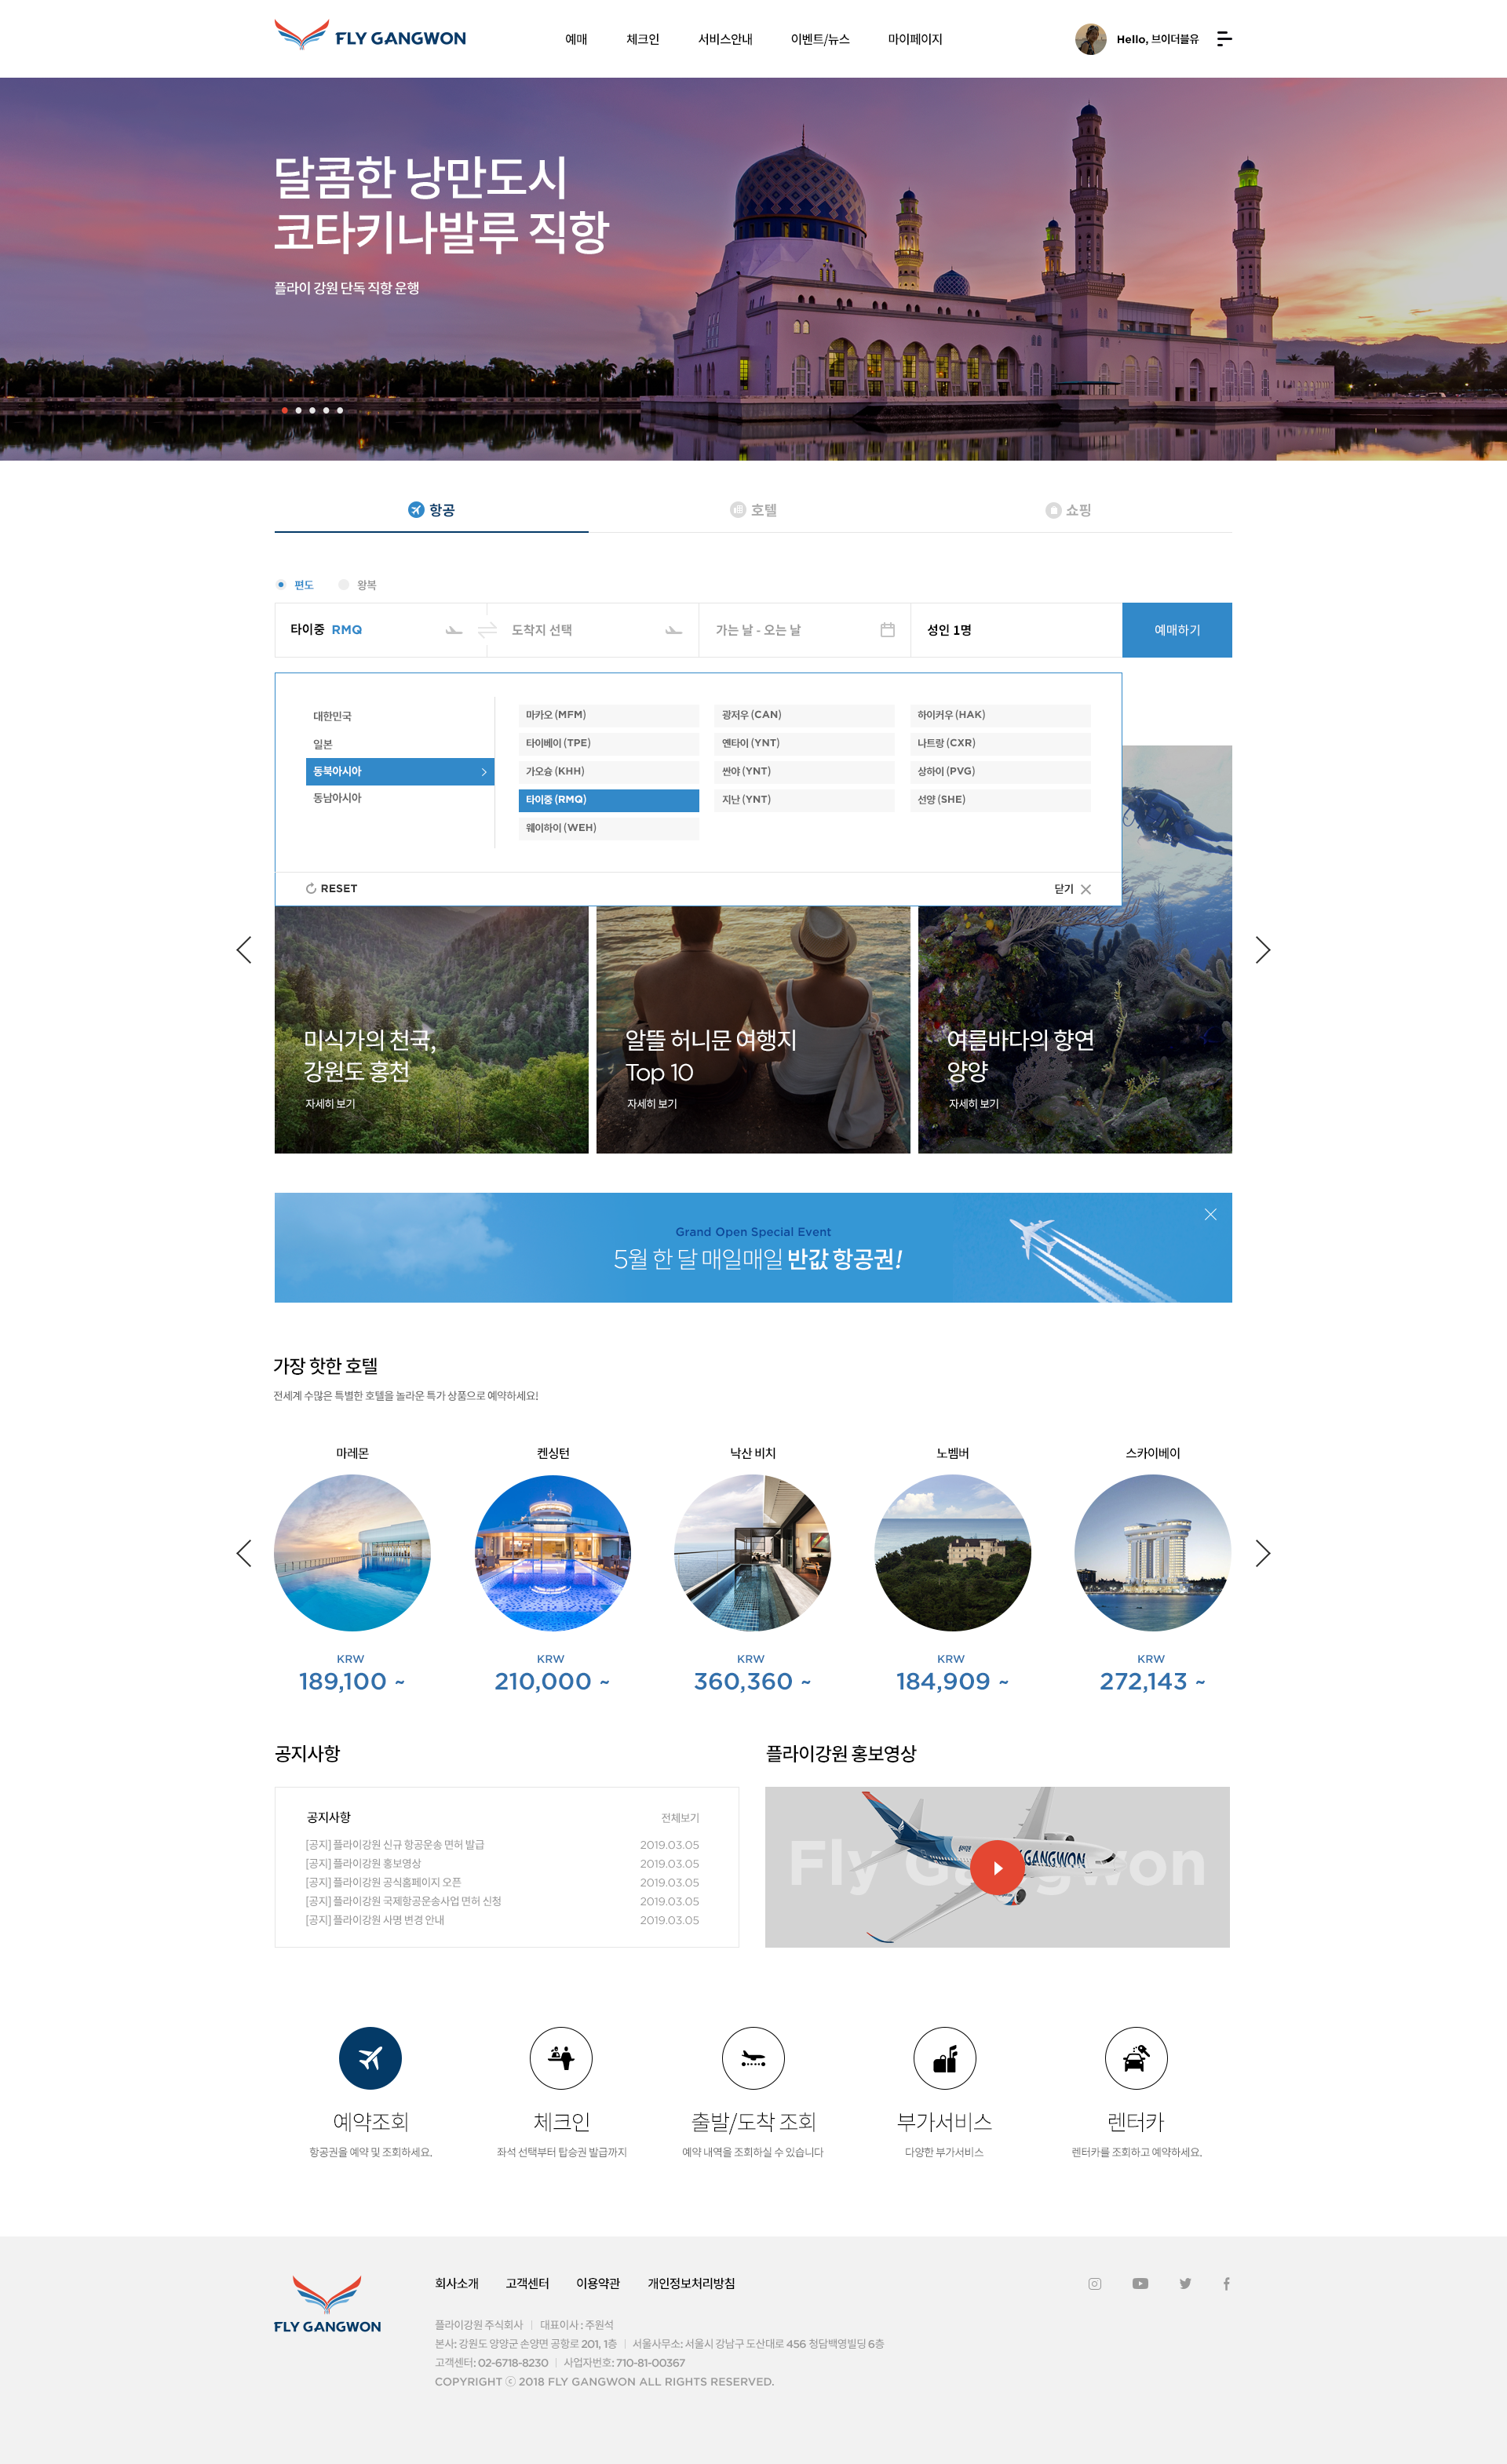 FLY GANGWON
예매 체크인 서비스안내 이벤트/뉴스 마이페이지
Hello, 브이더블유
달콤한 낭만도시
코타키나발루 직항
플라이 강원 단독 직항 운행
항공 호텔 쇼핑
편도 왕복
타이중 RMQ 도착지 선택 가는 날 - 오는 날 성인 1명 예매하기
대한민국
일본
동북아시아
동남아시아
마카오 (MFM) 광저우 (CAN) 하이커우 (HAK)
타이베이 (TPE) 옌타이 (YNT) 나트랑 (CXR)
가오슝 (KHH) 싼야 (YNT) 상하이 (PVG)
타이중 (RMQ) 지난 (YNT) 선양 (SHE)
웨이하이 (WEH)
RESET 닫기
미식가의 천국,
강원도 홍천
자세히 보기
알뜰 허니문 여행지
Top 10
자세히 보기
여름바다의 향연
양양
자세히 보기
Grand Open Special Event
5월 한 달 매일매일 반값 항공권!
가장 핫한 호텔
전세계 수많은 특별한 호텔을 놀라운 특가 상품으로 예약하세요!
마레몬 켄싱턴 낙산 비치 노벰버 스카이베이
KRW KRW KRW KRW KRW
189,100 ~ 210,000 ~ 360,360 ~ 184,909 ~ 272,143 ~
공지사항
공지사항 전체보기
[공지] 플라이강원 신규 항공운송 면허 발급 2019.03.05
[공지] 플라이강원 홍보영상 2019.03.05
[공지] 플라이강원 공식홈페이지 오픈 2019.03.05
[공지] 플라이강원 국제항공운송사업 면허 신청 2019.03.05
[공지] 플라이강원 사명 변경 안내 2019.03.05
플라이강원 홍보영상
Fly Gangwon
GANGWON
예약조회 체크인 출발/도착 조회 부가서비스 렌터카
항공권을 예약 및 조회하세요. 좌석 선택부터 탑승권 발급까지 예약 내역을 조회하실 수 있습니다 다양한 부가서비스 렌터카를 조회하고 예약하세요.
FLY GANGWON
회사소개 고객센터 이용약관 개인정보처리방침
플라이강원 주식회사 | 대표이사 : 주원석
본사: 강원도 양양군 손양면 공항로 201, 1층 | 서울사무소: 서울시 강남구 도산대로 456 청담백영빌딩 6층
고객센터: 02-6718-8230 | 사업자번호: 710-81-00367
COPYRIGHT ⓒ 2018 FLY GANGWON ALL RIGHTS RESERVED.